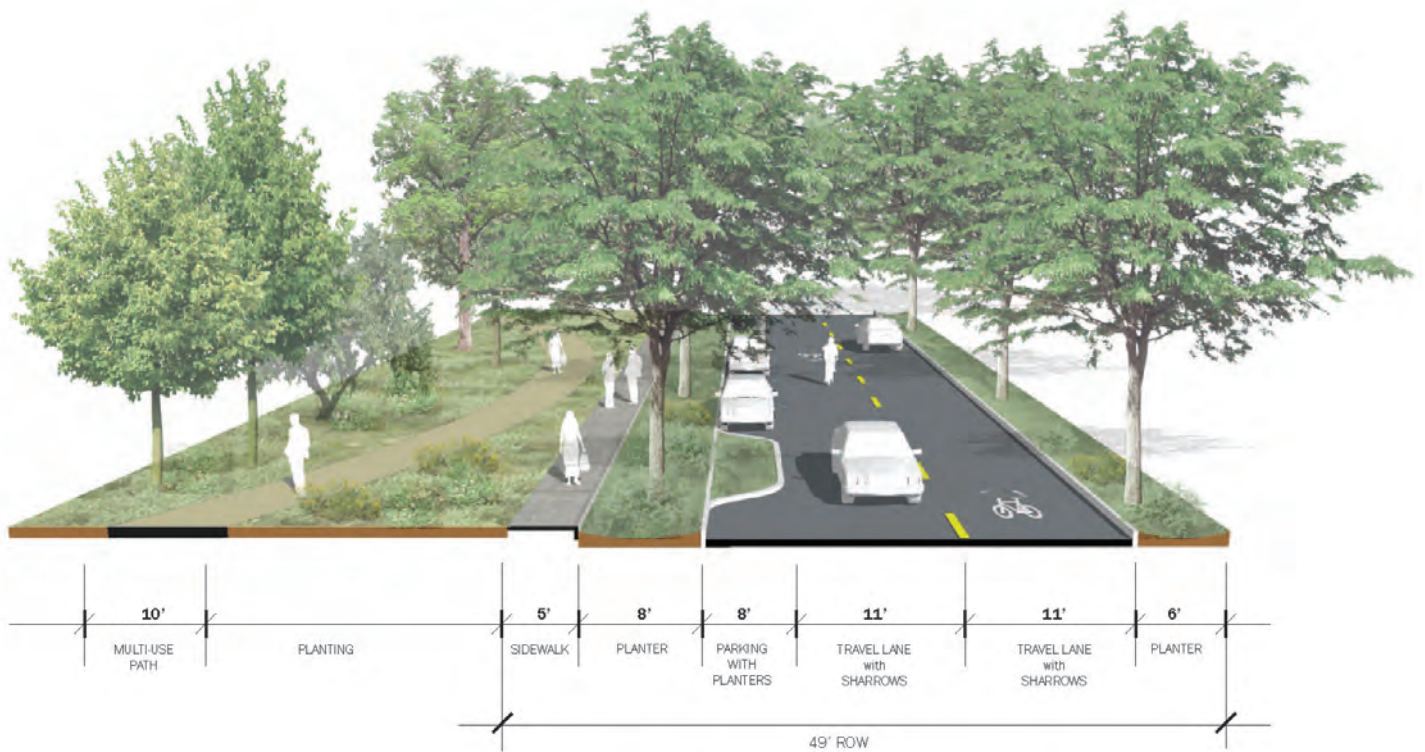 10' 5' 8' 8' 11' 11' 6'
MULTI-USE
PATH
PLANTING
SIDEWALK
PLANTER
PARKING
WITH
PLANTERS
TRAVEL LANE
with
SHARROWS
TRAVEL LANE
with
SHARROWS
PLANTER
49' ROW